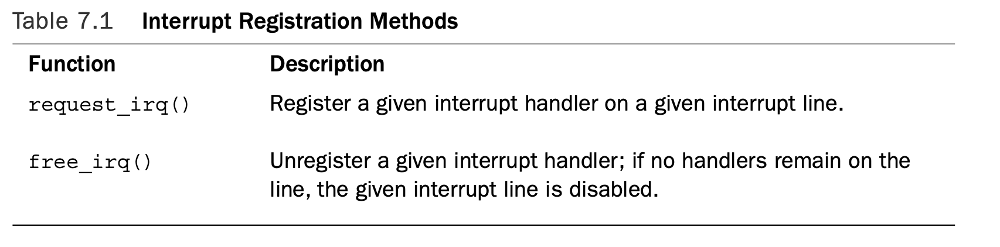 Table 7.1 Interrupt Registration Methods
Function Description
request_irq() Register a given interrupt handler on a given interrupt line.
free_irq() Unregister a given interrupt handler; if no handlers remain on the
line, the given interrupt line is disabled.